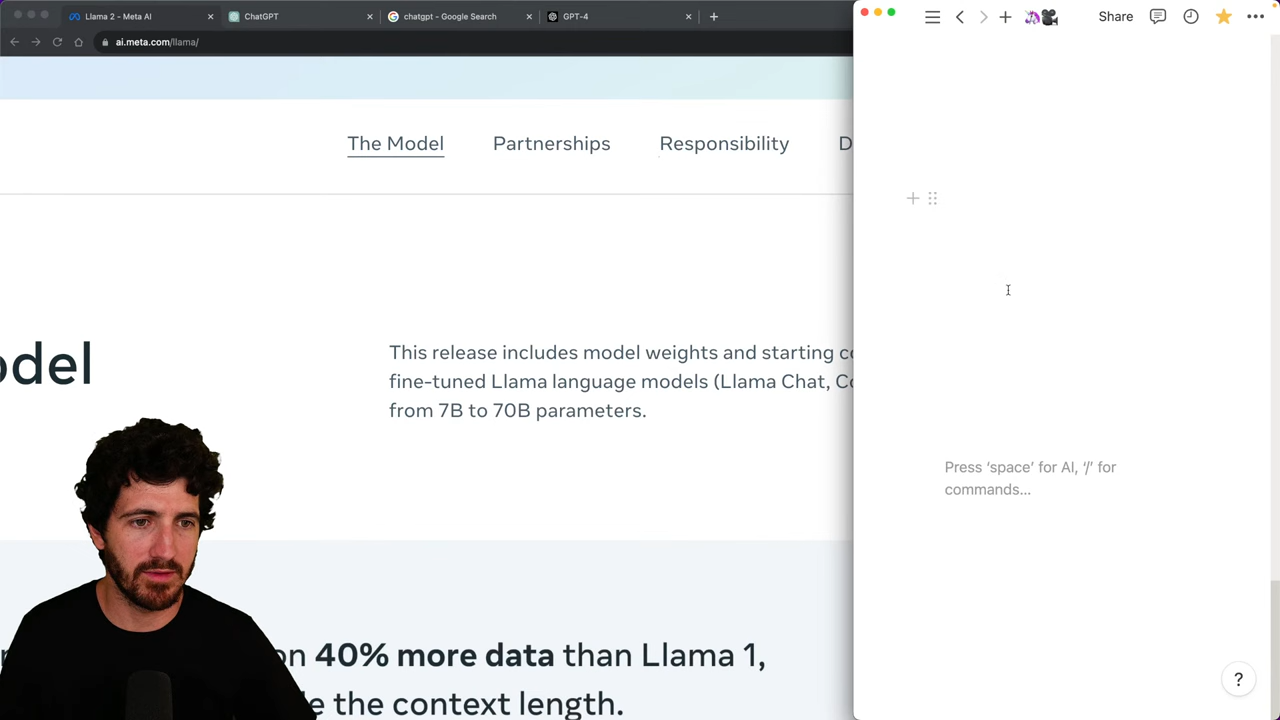 Llama 2 - Meta AI
ChatGPT
chatgpt - Google Search
GPT-4
ai.meta.com/llama/
Share
The Model
Partnerships
Responsibility
D
odel
This release includes model weights and starting co
fine-tuned Llama language models (Llama Chat, Co
from 7B to 70B parameters.
Press ‘space’ for AI, ‘/’ for
commands...
on 40% more data than Llama 1,
e the context length.
?